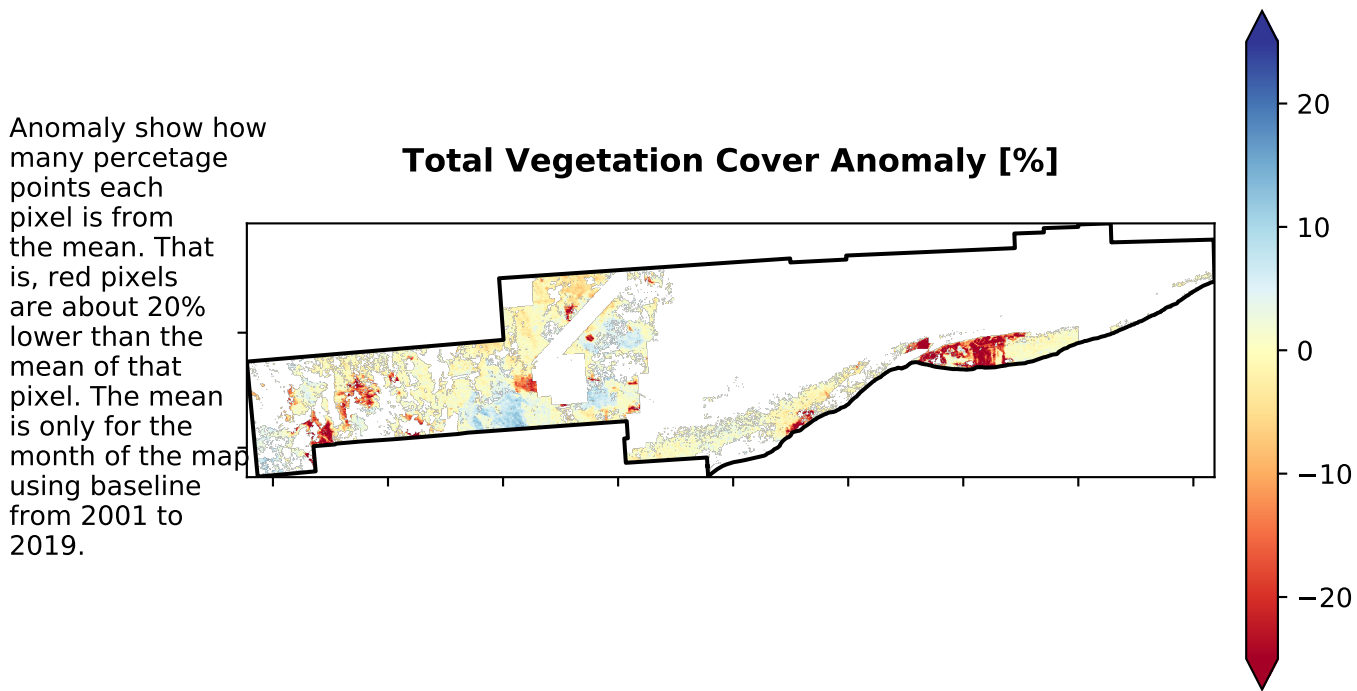 Anomaly show how
many percetage
points each
pixel is from
the mean. That
is, red pixels
are about 20%
lower than the
mean of that
pixel. The mean
is only for the
month of the map
using baseline
from 2001 to
2019.
Total Vegetation Cover Anomaly [%]
20
10
0
−10
−20